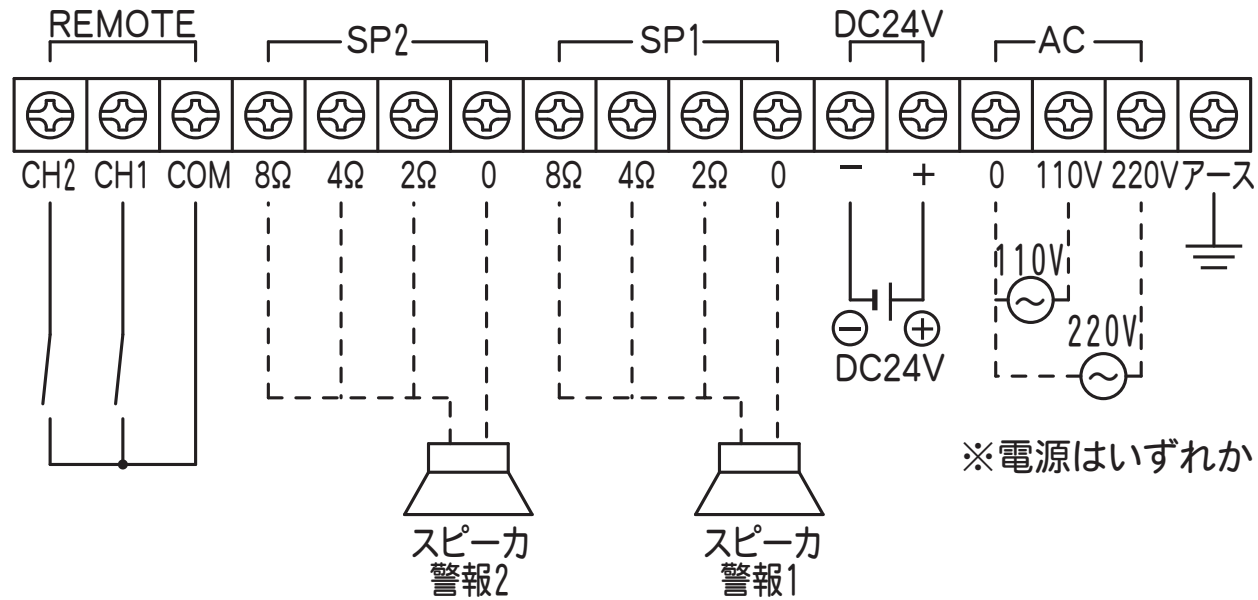 REMOTE SP2 SP1 DC24V AC
CH2 CH1 COM 8Ω 4Ω 2Ω 0 8Ω 4Ω 2Ω 0 − + 0 110V 220V アース
110V
220V
− +
DC24V
※電源はいずれか
スピーカ スピーカ
警報2 警報1